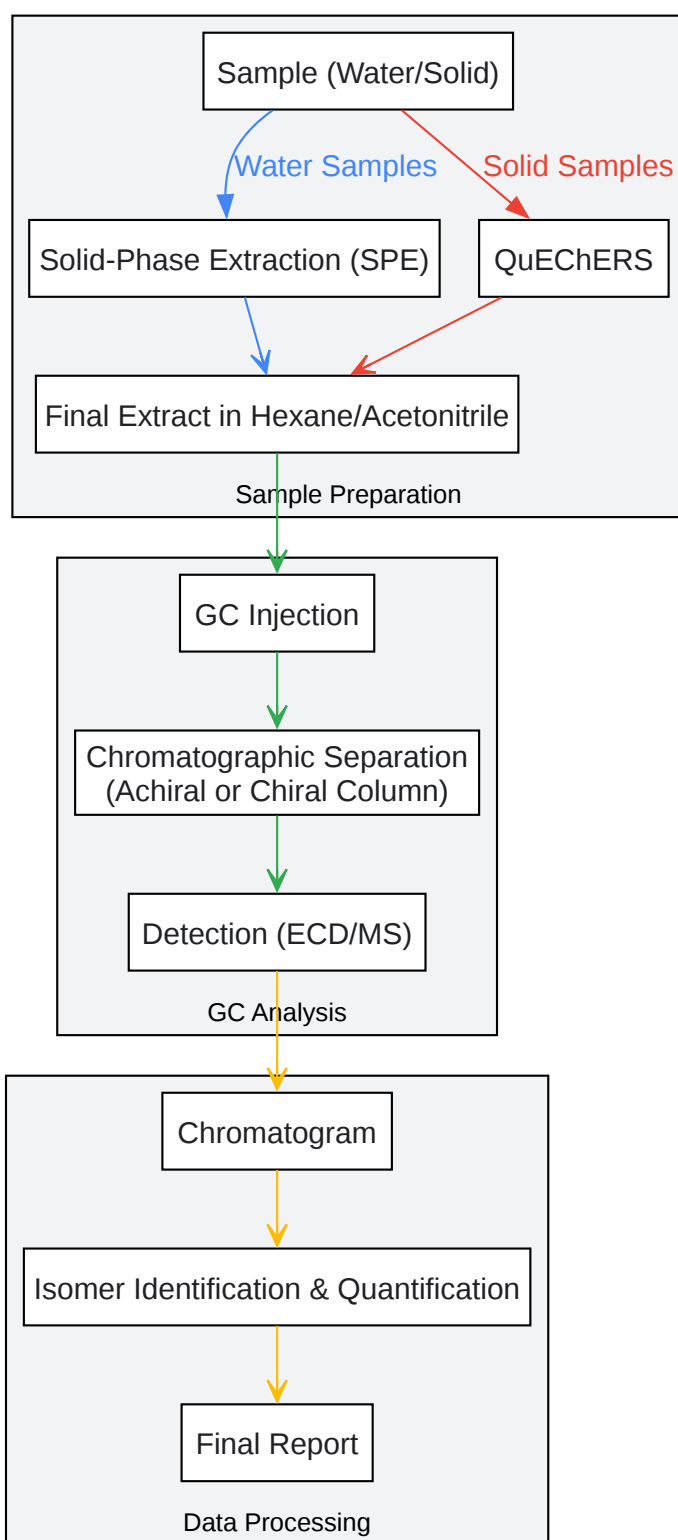 Sample (Water/Solid)
Water Samples
Solid Samples
Solid-Phase Extraction (SPE)
QuEChERS
Final Extract in Hexane/Acetonitrile
Sample Preparation
GC Injection
Chromatographic Separation
(Achiral or Chiral Column)
Detection (ECD/MS)
GC Analysis
Chromatogram
Isomer Identification & Quantification
Final Report
Data Processing